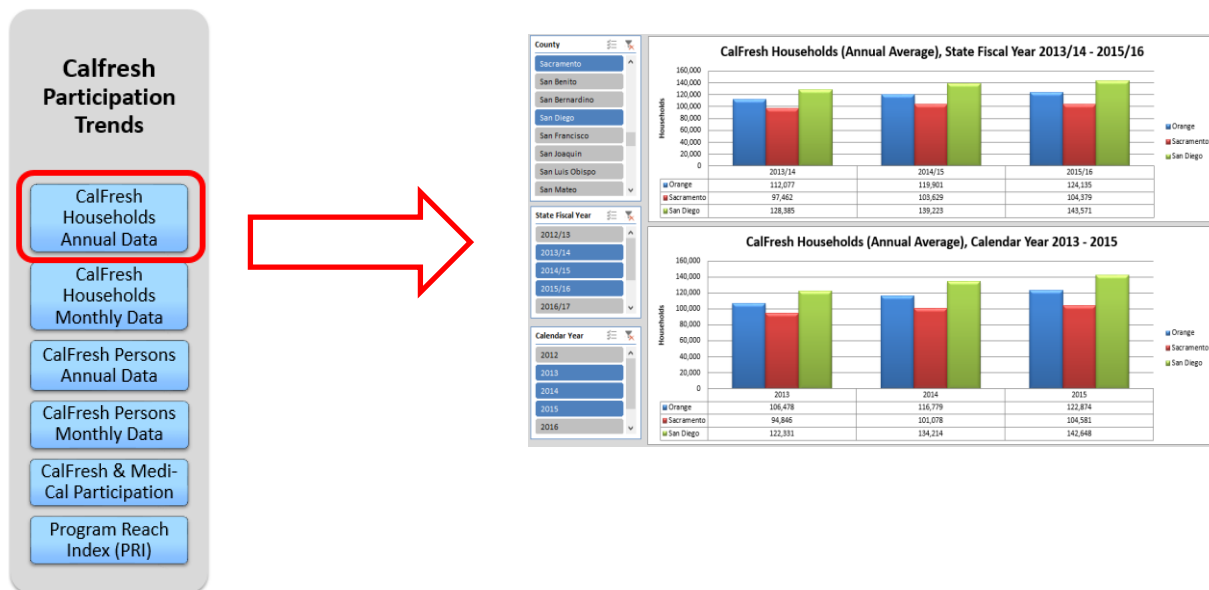 Calfresh
Participation
Trends
CalFresh
Households
Annual Data
CalFresh
Households
Monthly Data
CalFresh Persons
Annual Data
CalFresh Persons
Monthly Data
CalFresh & Medi-
Cal Participation
Program Reach
Index (PRI)
County
Sacramento
San Benito
San Bernardino
San Diego
San Francisco
San Joaquin
San Luis Obispo
San Mateo
State Fiscal Year
2012/13
2013/14
2014/15
2015/16
2016/17
Calendar Year
2012
2013
2014
2015
2016
CalFresh Households (Annual Average), State Fiscal Year 2013/14 - 2015/16
160,000
140,000
120,000
100,000
80,000
60,000
40,000
20,000
0
Households
2013/14 2014/15 2015/16
Orange 112,077 119,901 124,135
Sacramento 97,462 103,629 104,379
San Diego 128,385 139,223 143,571
Orange
Sacramento
San Diego
CalFresh Households (Annual Average), Calendar Year 2013 - 2015
160,000
140,000
120,000
100,000
80,000
60,000
40,000
20,000
0
Households
2013 2014 2015
Orange 106,478 116,779 122,874
Sacramento 94,846 101,078 104,581
San Diego 122,331 134,214 142,648
Orange
Sacramento
San Diego